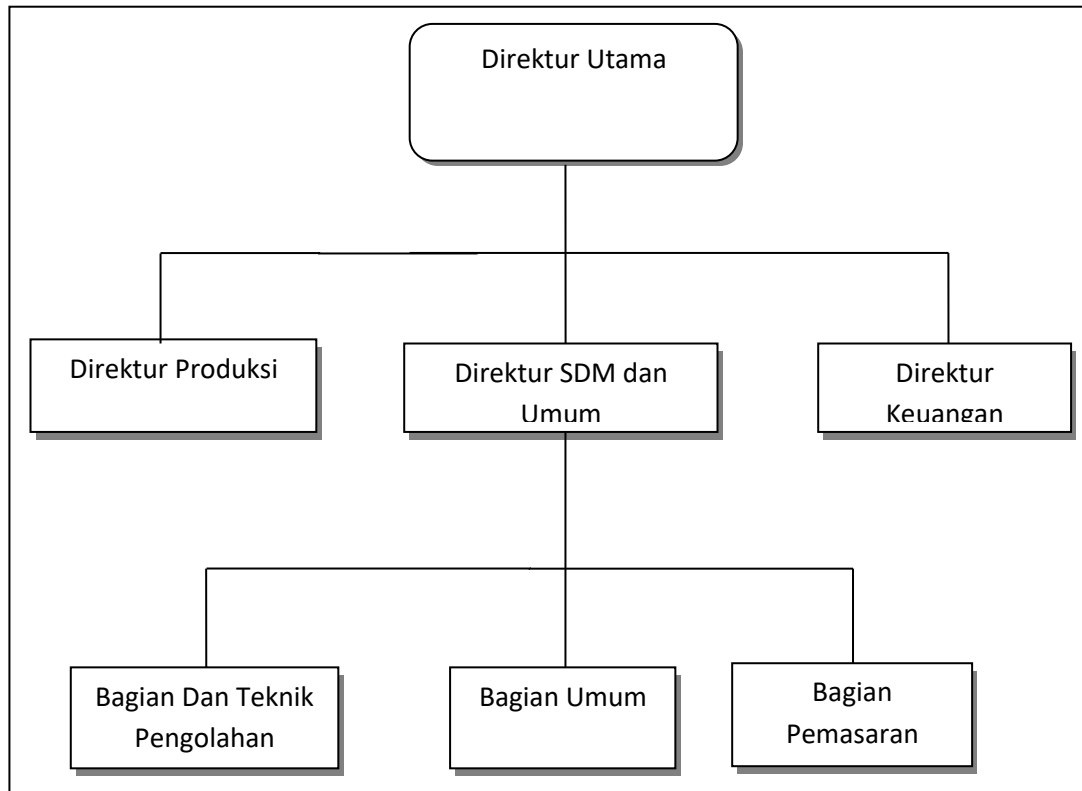 Direktur Utama
Direktur Produksi
Direktur SDM dan
Umum
Direktur
Keuangan
Bagian Dan Teknik
Pengolahan
Bagian Umum
Bagian
Pemasaran